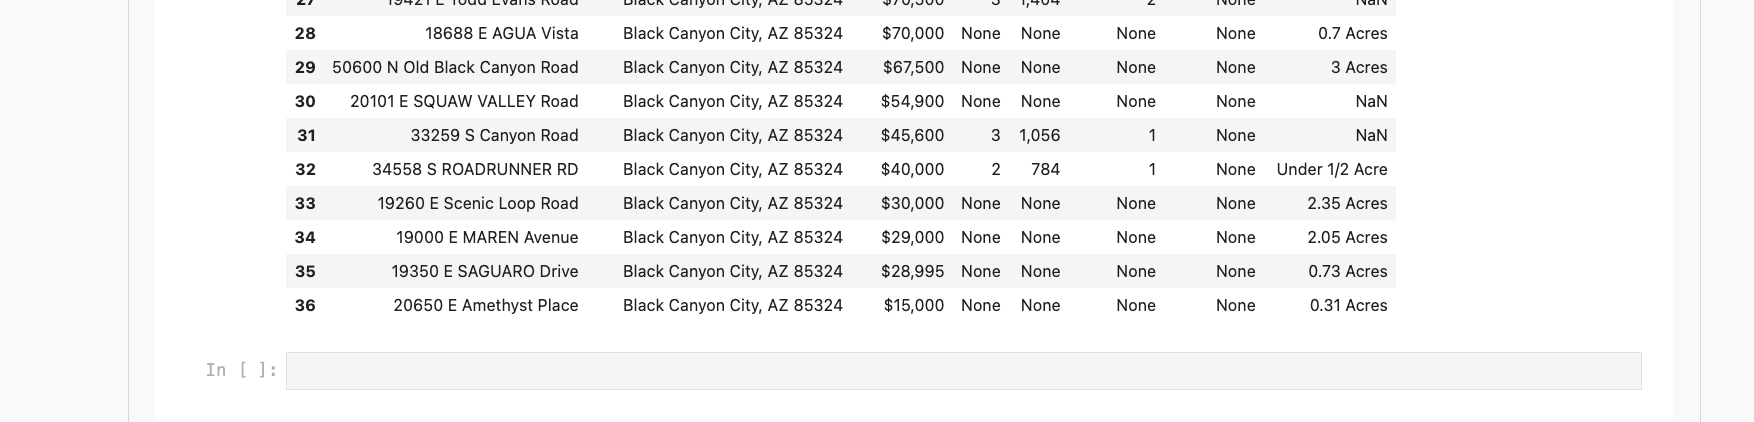 27 19421 E Todd Evans Road Black Canyon City, AZ 85324 $70,500 3 1,404 2 None NaN
28 18688 E AGUA Vista Black Canyon City, AZ 85324 $70,000 None None None None 0.7 Acres
29 50600 N Old Black Canyon Road Black Canyon City, AZ 85324 $67,500 None None None None 3 Acres
30 20101 E SQUAW VALLEY Road Black Canyon City, AZ 85324 $54,900 None None None None NaN
31 33259 S Canyon Road Black Canyon City, AZ 85324 $45,600 3 1,056 1 None NaN
32 34558 S ROADRUNNER RD Black Canyon City, AZ 85324 $40,000 2 784 1 None Under 1/2 Acre
33 19260 E Scenic Loop Road Black Canyon City, AZ 85324 $30,000 None None None None 2.35 Acres
34 19000 E MAREN Avenue Black Canyon City, AZ 85324 $29,000 None None None None 2.05 Acres
35 19350 E SAGUARO Drive Black Canyon City, AZ 85324 $28,995 None None None None 0.73 Acres
36 20650 E Amethyst Place Black Canyon City, AZ 85324 $15,000 None None None None 0.31 Acres
In [ ]: